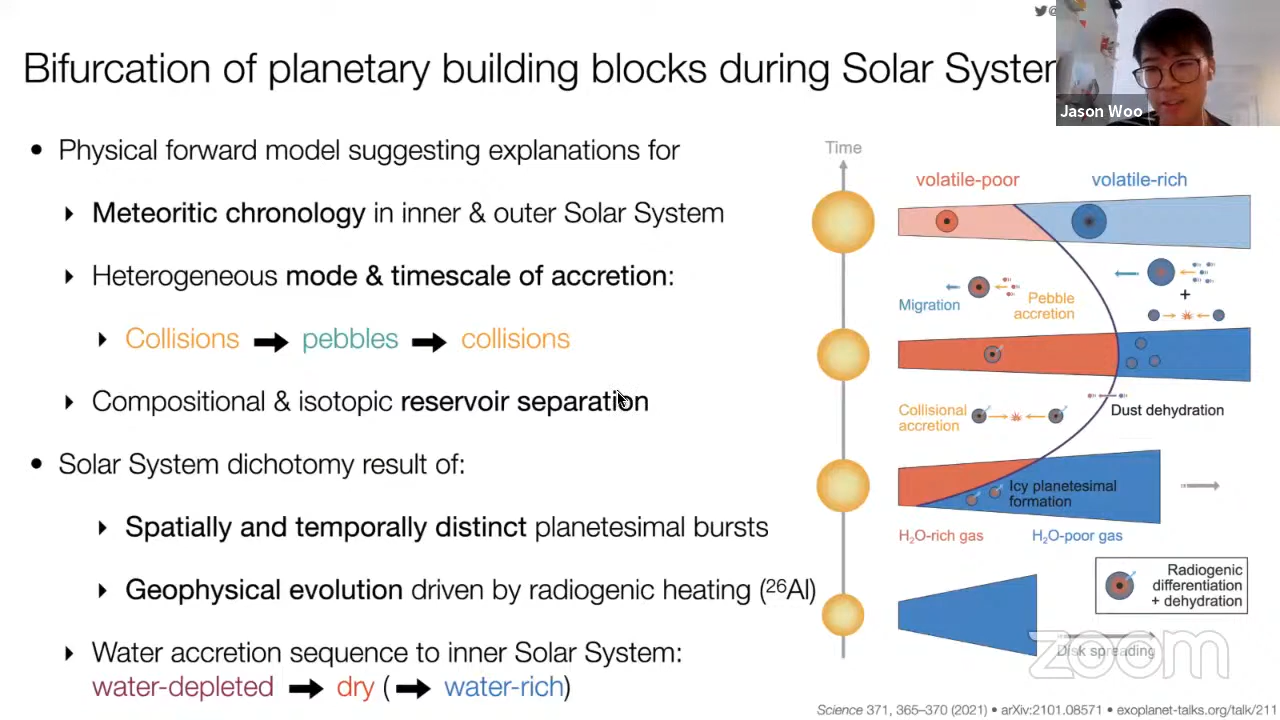 @
Bifurcation of planetary building blocks during Solar System
Jason Woo
• Physical forward model suggesting explanations for
Meteoritic chronology in inner & outer Solar System
Heterogeneous mode & timescale of accretion:
Collisions ➡ pebbles ➡ collisions
Compositional & isotopic reservoir separation
• Solar System dichotomy result of:
Spatially and temporally distinct planetesimal bursts
Geophysical evolution driven by radiogenic heating (²⁶Al)
Water accretion sequence to inner Solar System:
water-depleted ➡ dry (➡ water-rich)
Time
volatile-poor
volatile-rich
Migration
Pebble
accretion
+
Collisional
accretion
Dust dehydration
Icy planetesimal
formation
H₂O-rich gas
H₂O-poor gas
Radiogenic
differentiation
+ dehydration
Disk spreading
zoom
Science 371, 365–370 (2021) • arXiv:2101.08571 • exoplanet-talks.org/talk/211